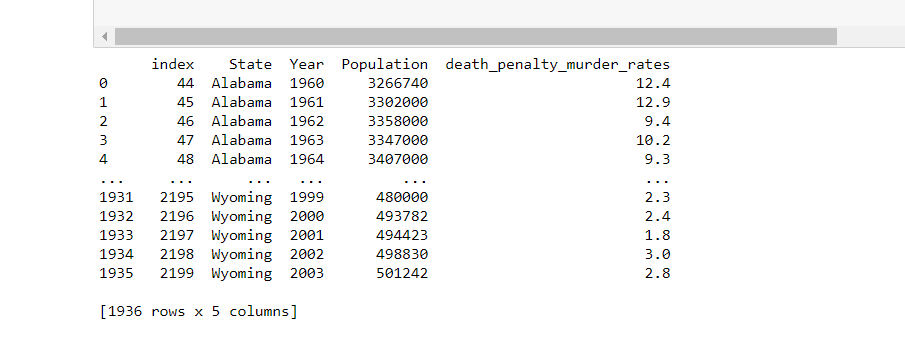 index State Year Population death_penalty_murder_rates
0 44 Alabama 1960 3266740 12.4
1 45 Alabama 1961 3302000 12.9
2 46 Alabama 1962 3358000 9.4
3 47 Alabama 1963 3347000 10.2
4 48 Alabama 1964 3407000 9.3
... ... ... ... ... ...
1931 2195 Wyoming 1999 480000 2.3
1932 2196 Wyoming 2000 493782 2.4
1933 2197 Wyoming 2001 494423 1.8
1934 2198 Wyoming 2002 498830 3.0
1935 2199 Wyoming 2003 501242 2.8
[1936 rows x 5 columns]